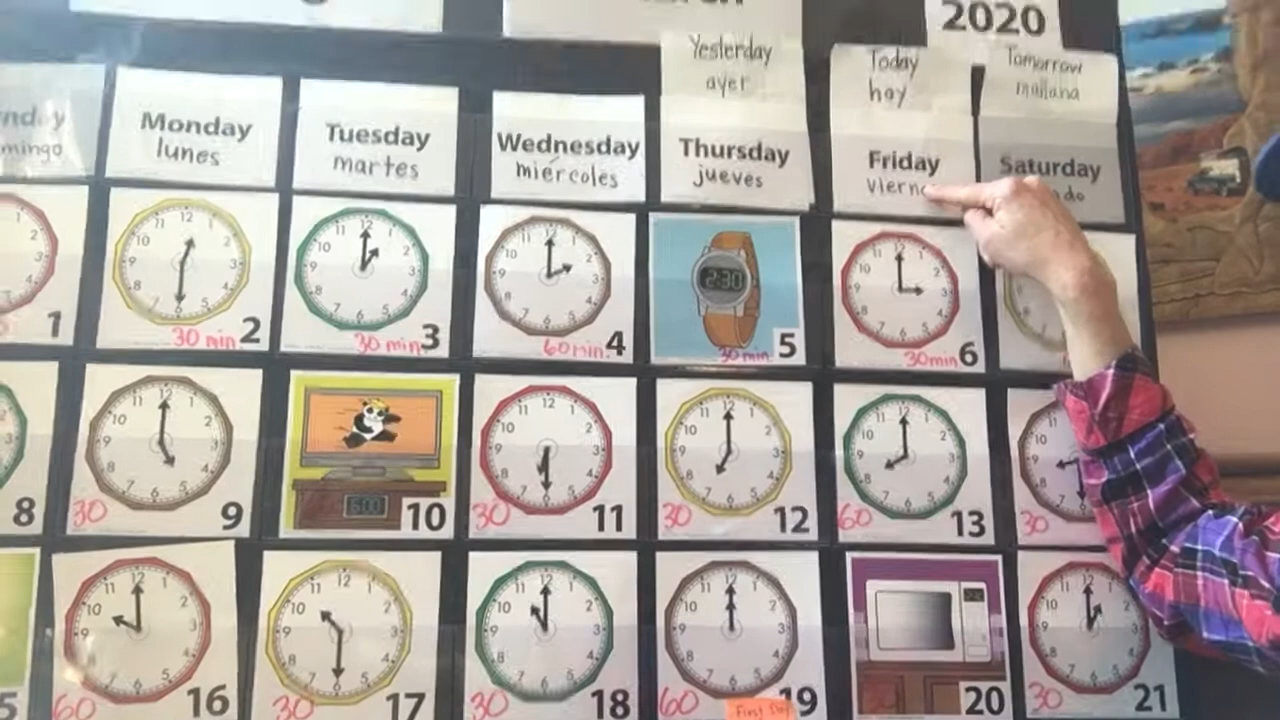 2020
Yesterday
ayer
Today
hoy
Tomorrow
mañana
Monday
lunes
Tuesday
martes
Wednesday
miércoles
Thursday
jueves
Friday
Saturday
1
30 min.
2
30 min.
3
60 min.
4
2:30
30 min.
5
30 min
6
8
30
9
6:00
10
30
11
30
12
60
13
30
60
16
30
17
30
18
60
First Day
19
20
30
21